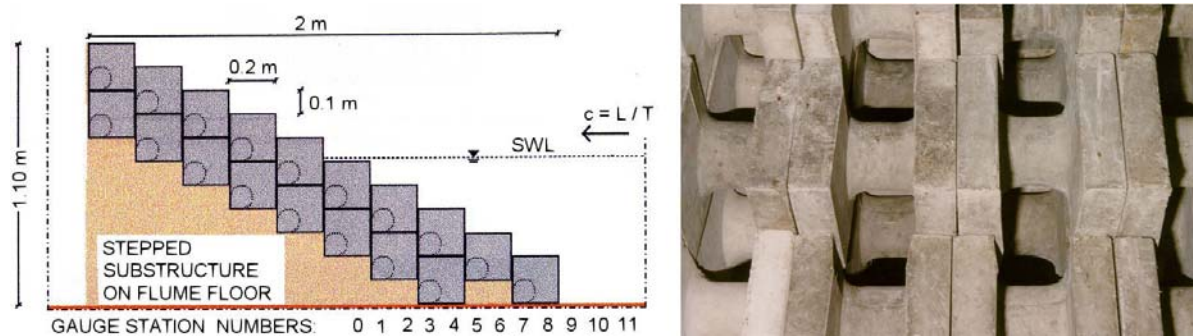 2 m
0.2 m
0.1 m
c = L / T
SWL
1.10 m
STEPPED
SUBSTRUCTURE
ON FLUME FLOOR
GAUGE STATION NUMBERS: 0 1 2 3 4 5 6 7 8 9 10 11